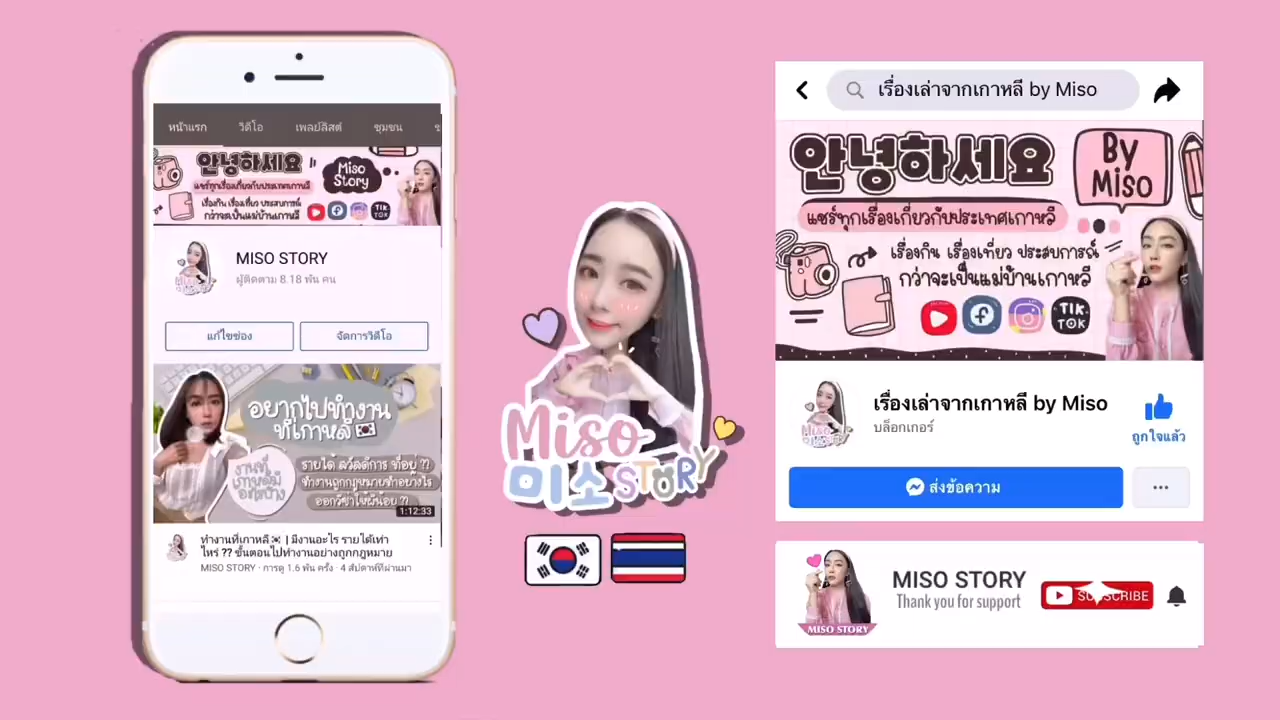 หน้าแรก
วิดีโอ
เพลย์ลิสต์
ชุมชน
안녕하세요
Miso
Story
แชร์ทุกเรื่องเกี่ยวกับประเทศเกาหลี
เรื่องกิน เรื่องเที่ยว ประสบการณ์
กว่าจะเป็นแม่บ้านเกาหลี
TIK
TOK
MISO STORY
ผู้ติดตาม 8.18 พัน คน
แก้ไขช่อง
จัดการวิดีโอ
อยากไปทำงาน
ที่เกาหลี
รายได้ สวัสดิการ ที่อยู่ ??
ทำงานถูกกฎหมายทำอย่างไร
ออกวีซ่าให้มีน้อย ??
1:12:33
ทำงานที่เกาหลี🇰🇷 | มีงานอะไร รายได้เท่า
ไหร่ ?? ขั้นตอนไปทำงานอย่างถูกกฎหมาย
MISO STORY · การดู 1.6 พัน ครั้ง · 4 สัปดาห์ที่ผ่านมา
Miso
미소 STORY
เรื่องเล่าจากเกาหลี by Miso
안녕하세요
By
Miso
แชร์ทุกเรื่องเกี่ยวกับประเทศเกาหลี
เรื่องกิน เรื่องเที่ยว ประสบการณ์
กว่าจะเป็นแม่บ้านเกาหลี
TIK
TOK
เรื่องเล่าจากเกาหลี by Miso
บล็อกเกอร์
ถูกใจแล้ว
ส่งข้อความ
MISO STORY
Thank you for support
SUBSCRIBE
MISO STORY